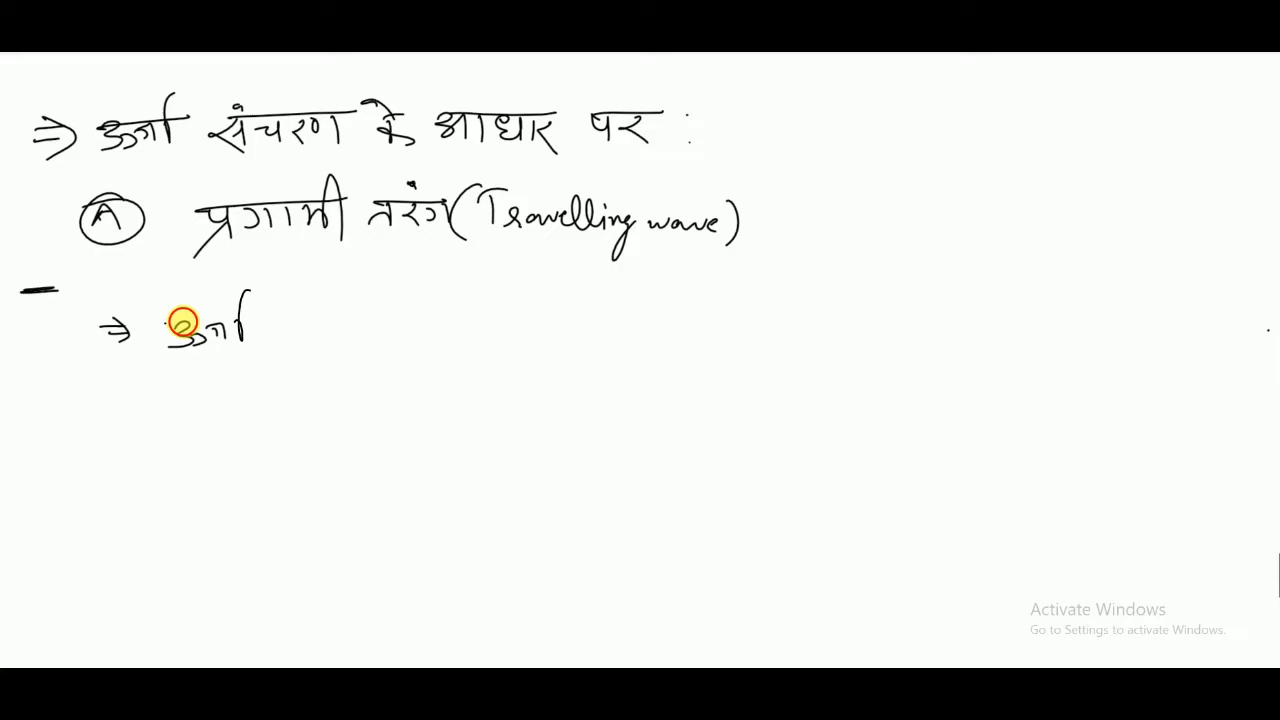 ⇒ ऊर्जा संचरण के आधार पर :
Ⓐ प्रगामी तरंग (Travelling wave)
⇒ ऊर्जा
Activate Windows
Go to Settings to activate Windows.